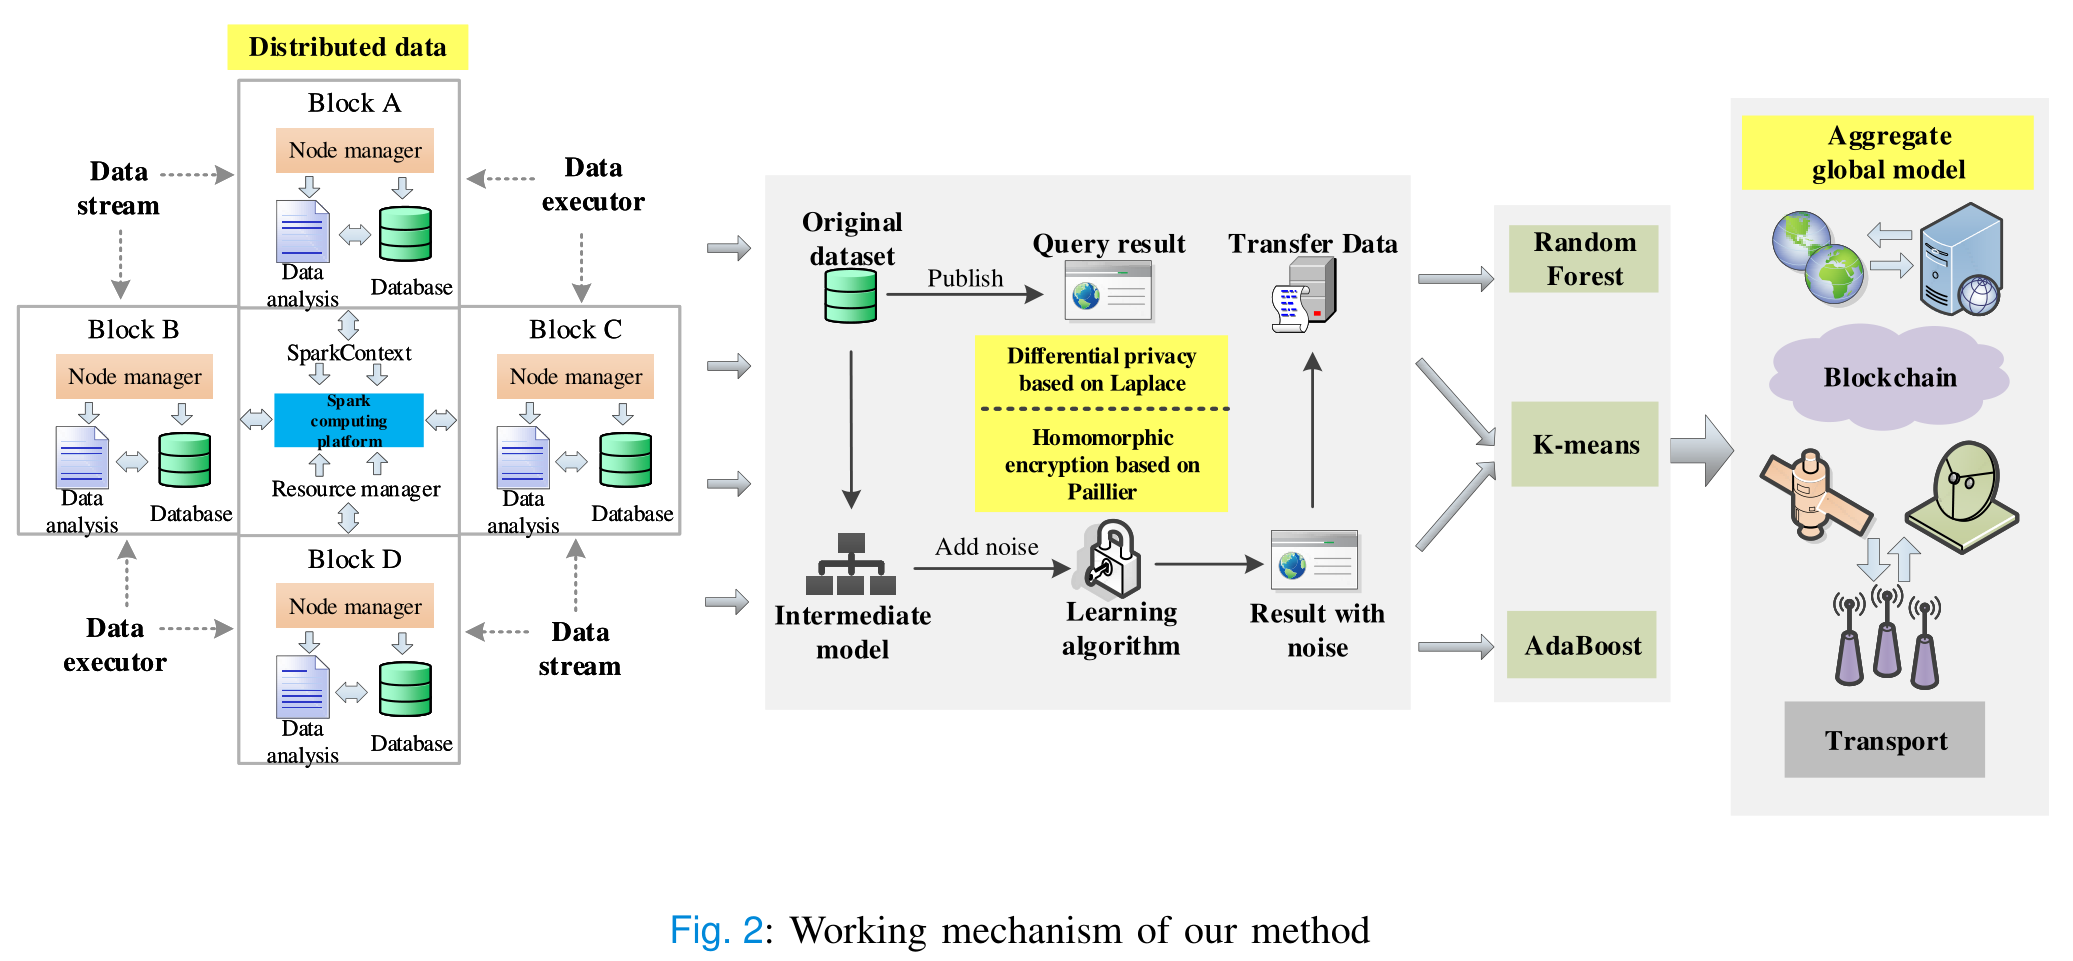 Distributed data
Block A
Node manager
Data
analysis
Database
Data
stream
Data
executor
Block B
Node manager
Data
analysis
Database
SparkContext
Spark
computing
platform
Resource manager
Block C
Node manager
Data
analysis
Database
Data
executor
Block D
Node manager
Data
analysis
Database
Data
stream
Original
dataset
Publish
Query result
Transfer Data
Differential privacy
based on Laplace
Homomorphic
encryption based on
Paillier
Add noise
Intermediate
model
Learning
algorithm
Result with
noise
Random
Forest
K-means
AdaBoost
Aggregate
global model
Blockchain
Transport
Fig. 2: Working mechanism of our method